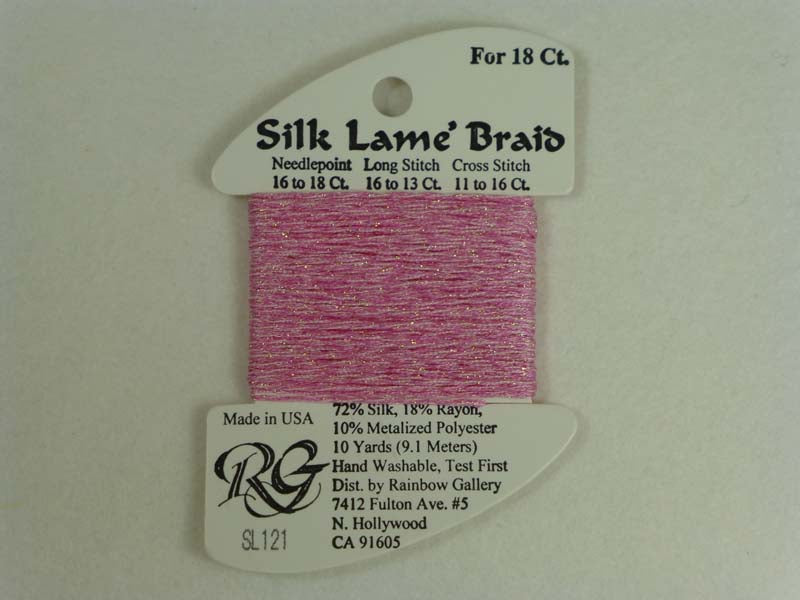 For 18 Ct.
Silk Lame' Braid
Needlepoint Long Stitch Cross Stitch
16 to 18 Ct. 16 to 13 Ct. 11 to 16 Ct.
Made in USA
RG
SL121
72% Silk, 18% Rayon,
10% Metalized Polyester
10 Yards (9.1 Meters)
Hand Washable, Test First
Dist. by Rainbow Gallery
7412 Fulton Ave. #5
N. Hollywood
CA 91605